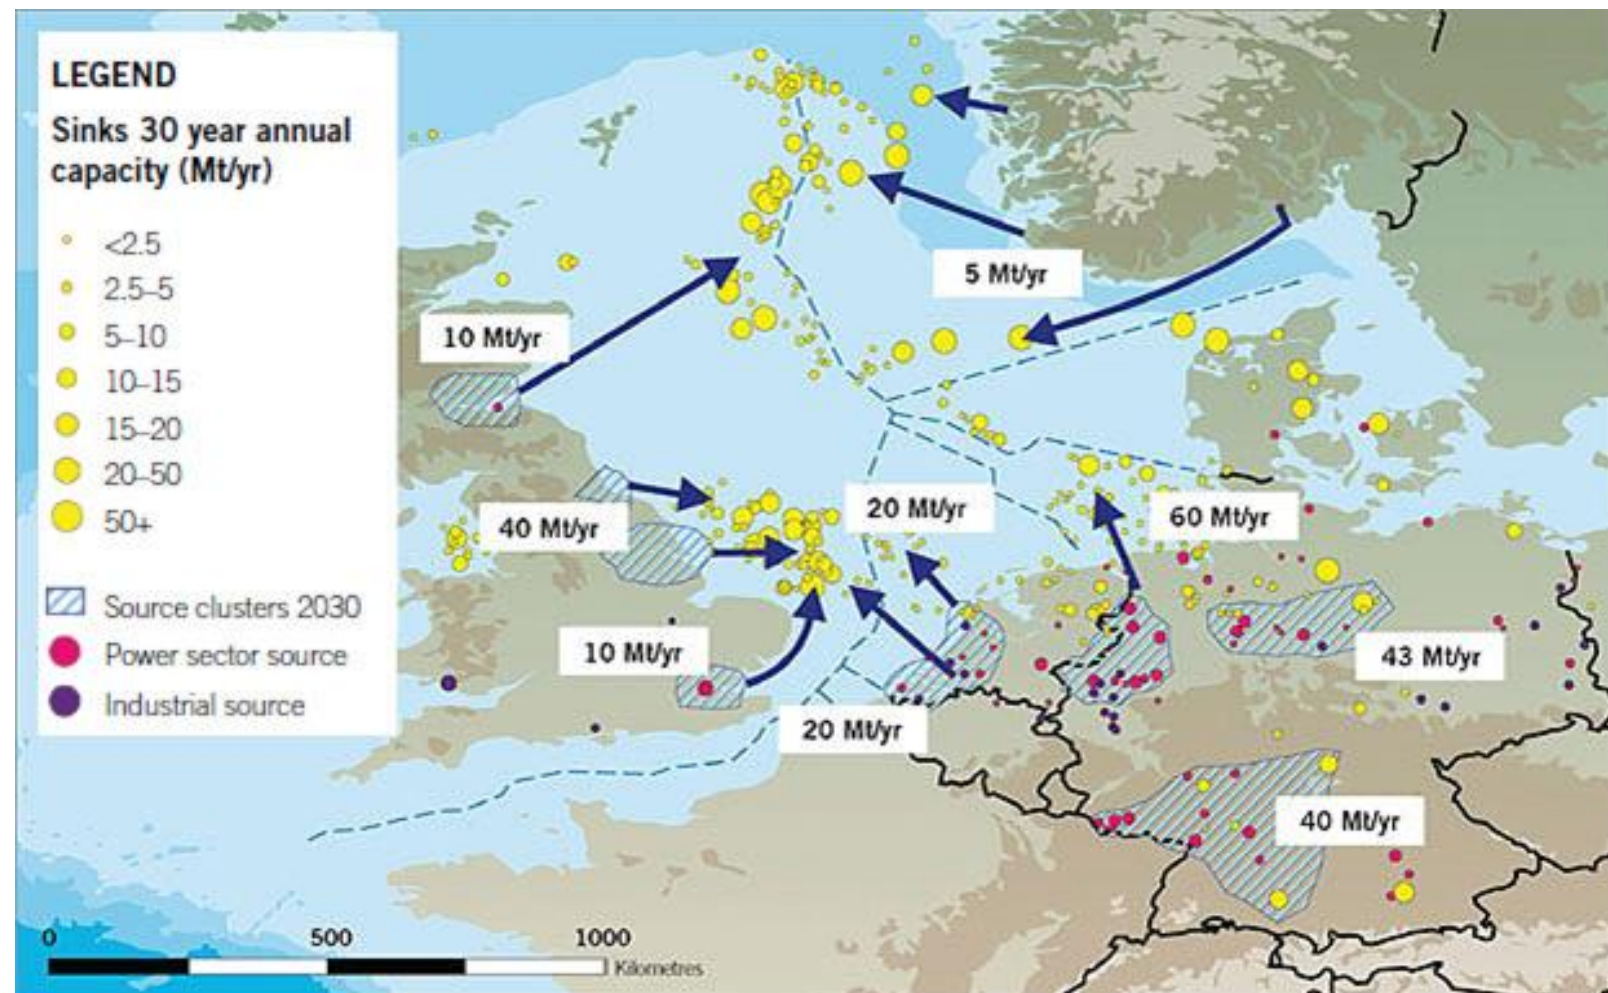 LEGEND
Sinks 30 year annual
capacity (Mt/yr)
<2.5
2.5–5
5–10
10–15
15–20
20–50
50+
Source clusters 2030
Power sector source
Industrial source
5 Mt/yr
10 Mt/yr
20 Mt/yr
60 Mt/yr
40 Mt/yr
10 Mt/yr
43 Mt/yr
20 Mt/yr
40 Mt/yr
0 500 1000
Kilometres